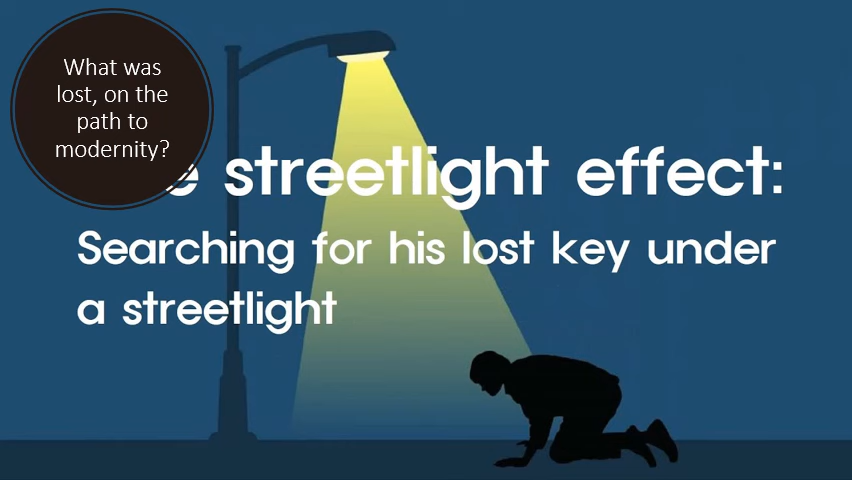 What was
lost, on the
path to
modernity?
streetlight effect:
Searching for his lost key under
a streetlight